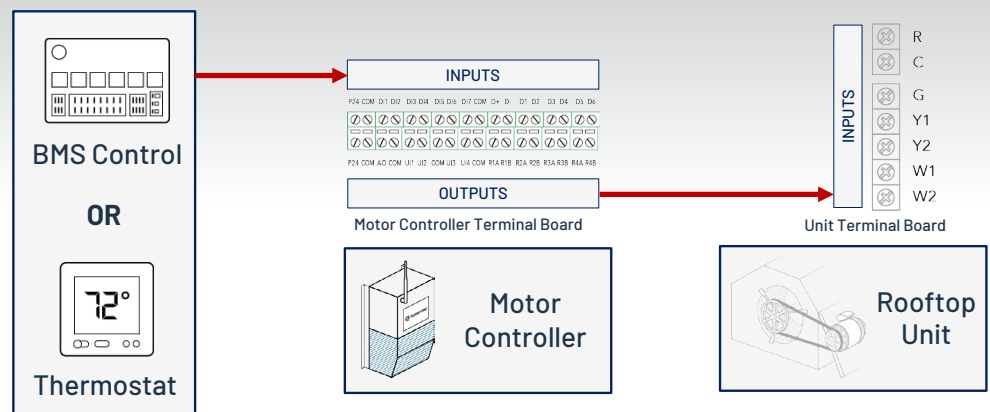 BMS Control
OR
72°
Thermostat
INPUTS
P24 COM DI1 DI2 DI3 DI4 DI5 DI6 DI7 COM D+ D- D1 D2 D3 D4 D5 D6
P24 COM AO COM UI1 UI2 COM UI3 UI4 COM R1A R1B R2A R2B R3A R3B R4A R4B
OUTPUTS
Motor Controller Terminal Board
Motor
Controller
INPUTS
R
C
G
Y1
Y2
W1
W2
Unit Terminal Board
Rooftop
Unit